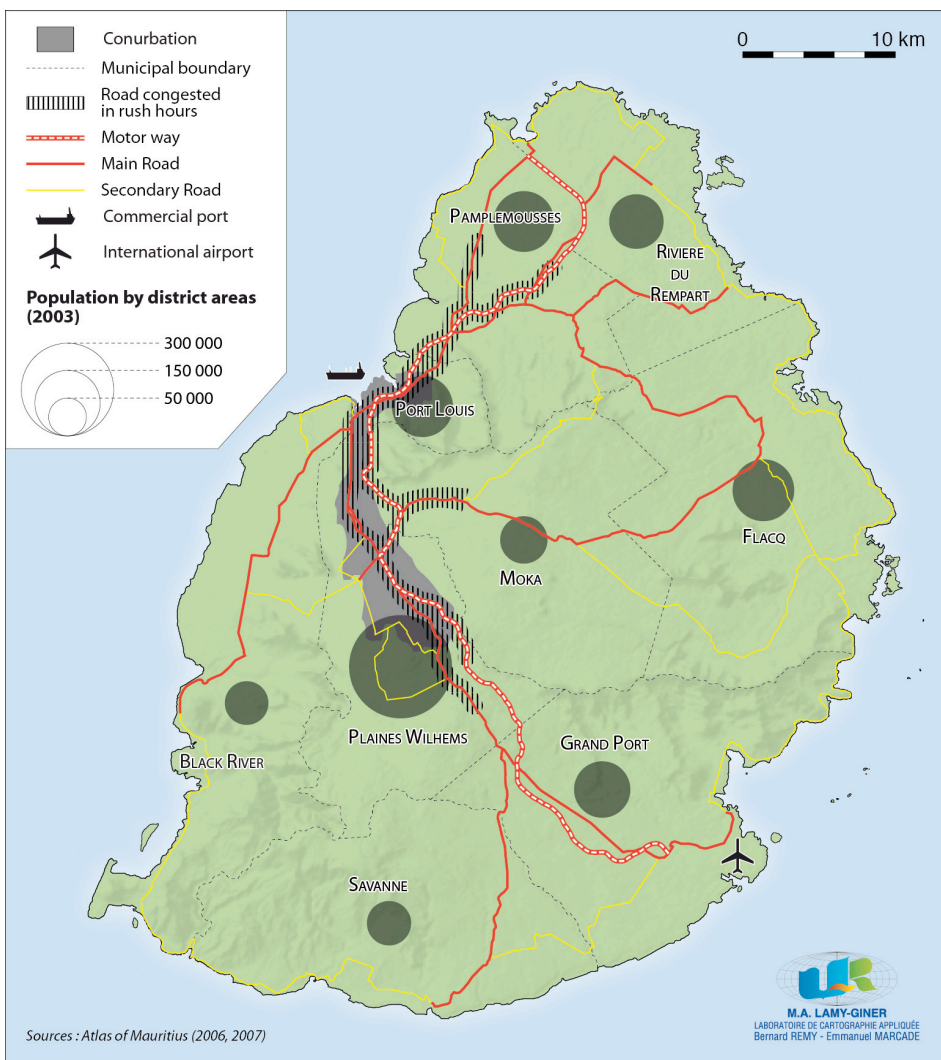 Conurbation
Municipal boundary
Road congested
in rush hours
Motor way
Main Road
Secondary Road
Commercial port
International airport
Population by district areas
(2003)
300 000
150 000
50 000
0 10 km
PAMPLEMOUSSES
RIVIERE
DU
REMPART
PORT LOUIS
FLACQ
MOKA
PLAINES WILHEMS
GRAND PORT
BLACK RIVER
SAVANNE
Sources : Atlas of Mauritius (2006, 2007)
UR
M.A. LAMY-GINER
LABORATOIRE DE CARTOGRAPHIE APPLIQUÉE
Bernard REMY - Emmanuel MARCADE